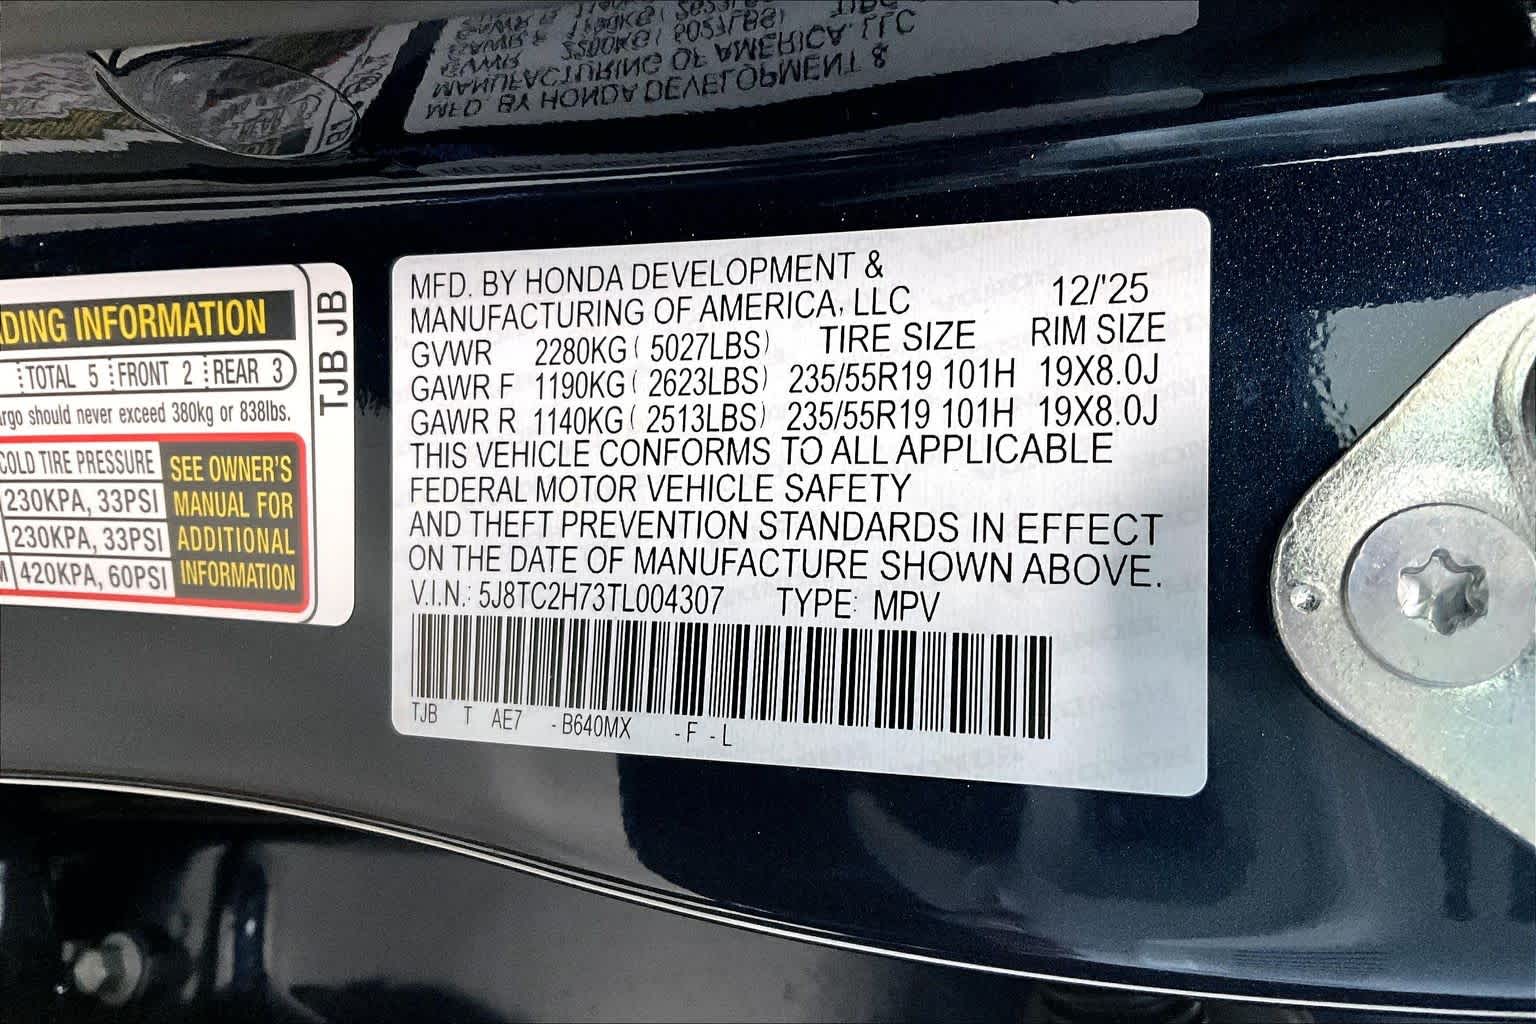 MFD. BY HONDA DEVELOPMENT &
MANUFACTURING OF AMERICA, LLC
12/'25
GVWR 2280KG ( 5027LBS) TIRE SIZE RIM SIZE
GAWR F 1190KG ( 2623LBS) 235/55R19 101H 19X8.0J
GAWR R 1140KG ( 2513LBS) 235/55R19 101H 19X8.0J
THIS VEHICLE CONFORMS TO ALL APPLICABLE
FEDERAL MOTOR VEHICLE SAFETY
AND THEFT PREVENTION STANDARDS IN EFFECT
ON THE DATE OF MANUFACTURE SHOWN ABOVE.
V.I.N.: 5J8TC2H73TL004307 TYPE: MPV
TJB T AE7 -B640MX -F -L
DING INFORMATION
TOTAL 5 FRONT 2 REAR 3
rgo should never exceed 380kg or 838lbs.
COLD TIRE PRESSURE
230KPA, 33PSI
230KPA, 33PSI
420KPA, 60PSI
SEE OWNER'S
MANUAL FOR
ADDITIONAL
INFORMATION
TJB JB